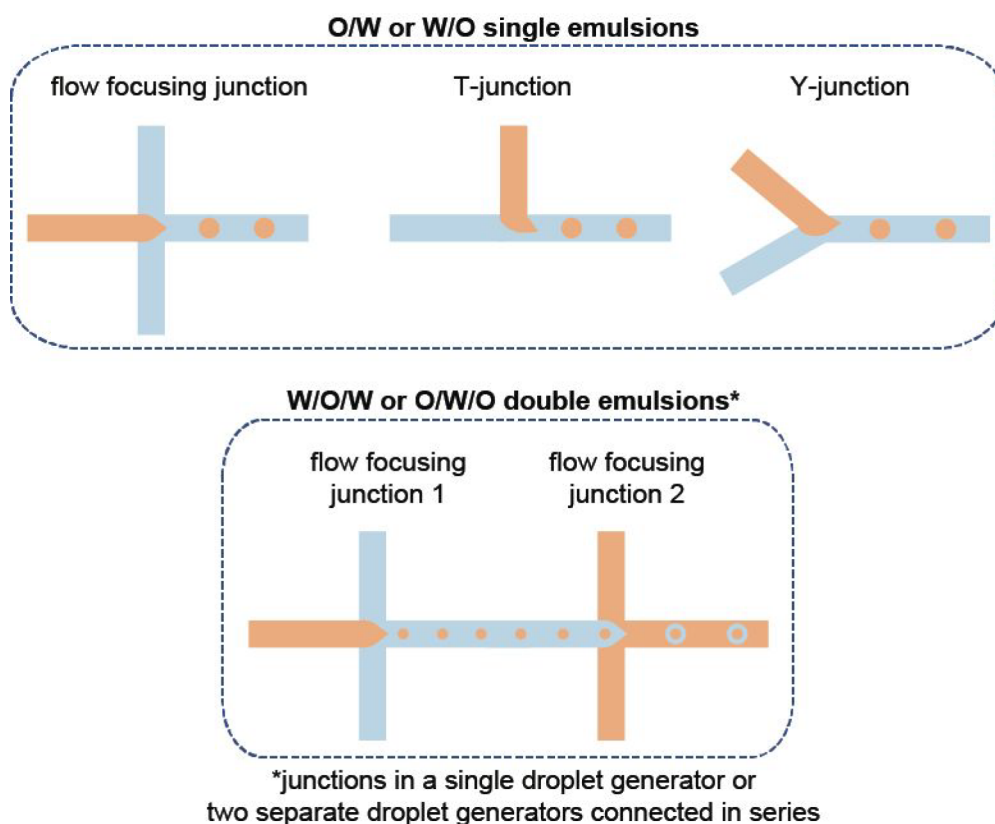 O/W or W/O single emulsions
flow focusing junction
T-junction
Y-junction
W/O/W or O/W/O double emulsions*
flow focusing
junction 1
flow focusing
junction 2
*junctions in a single droplet generator or
two separate droplet generators connected in series